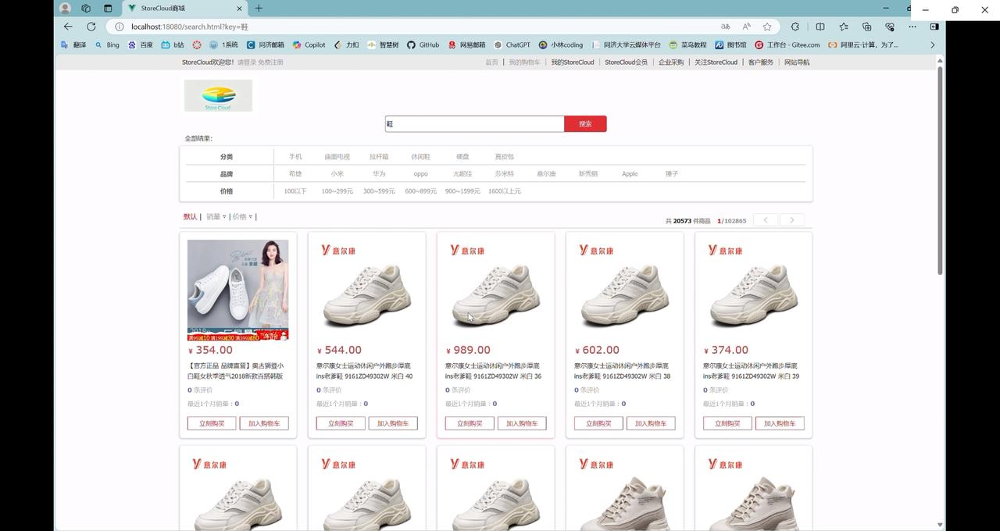 StoreCloud商城
localhost:18080/search.html?key=鞋
翻译 Bing 百度 b站 1系统 同济邮箱 Copilot 力扣 智慧树 GitHub 网易邮箱 ChatGPT 小林coding 同济大学云媒体平台 菜鸟教程 图书馆 工作台 - Gitee.com 阿里云-计算，为了...
StoreCloud欢迎您! 请登录 免费注册
首页 | 我的购物车 | 我的StoreCloud | StoreCloud会员 | 企业采购 | 关注StoreCloud | 客户服务 | 网站导航
Store Cloud
鞋 搜索
全部结果:
分类 手机 曲面电视 拉杆箱 休闲鞋 硬盘 真皮包
品牌 希捷 小米 华为 oppo 尤妮佳 莎米特 意尔康 新秀丽 Apple 锤子
价格 100以下 100~299元 300~599元 600~899元 900~1599元 1600以上元
默认 | 销量 | 价格 |
共 20573 件商品 1/102865
意尔康 意尔康 意尔康 意尔康
¥ 354.00 ¥ 544.00 ¥ 989.00 ¥ 602.00 ¥ 374.00
【官方正品 品牌直营】奥古狮登小 意尔康女士运动休闲户外跑步厚底 意尔康女士运动休闲户外跑步厚底 意尔康女士运动休闲户外跑步厚底 意尔康女士运动休闲户外跑步厚底
白鞋女秋季透气2018新款百搭韩版 ins老爹鞋 9161ZD49302W 米白 40 ins老爹鞋 9161ZD49302W 米白 36 ins老爹鞋 9161ZD49302W 米白 38 ins老爹鞋 9161ZD49302W 米白 39
0 条评价 0 条评价 0 条评价 0 条评价 0 条评价
最近1个月销量：0 最近1个月销量：0 最近1个月销量：0 最近1个月销量：0 最近1个月销量：0
立刻购买 加入购物车 立刻购买 加入购物车 立刻购买 加入购物车 立刻购买 加入购物车 立刻购买 加入购物车
意尔康 意尔康 意尔康 意尔康 意尔康